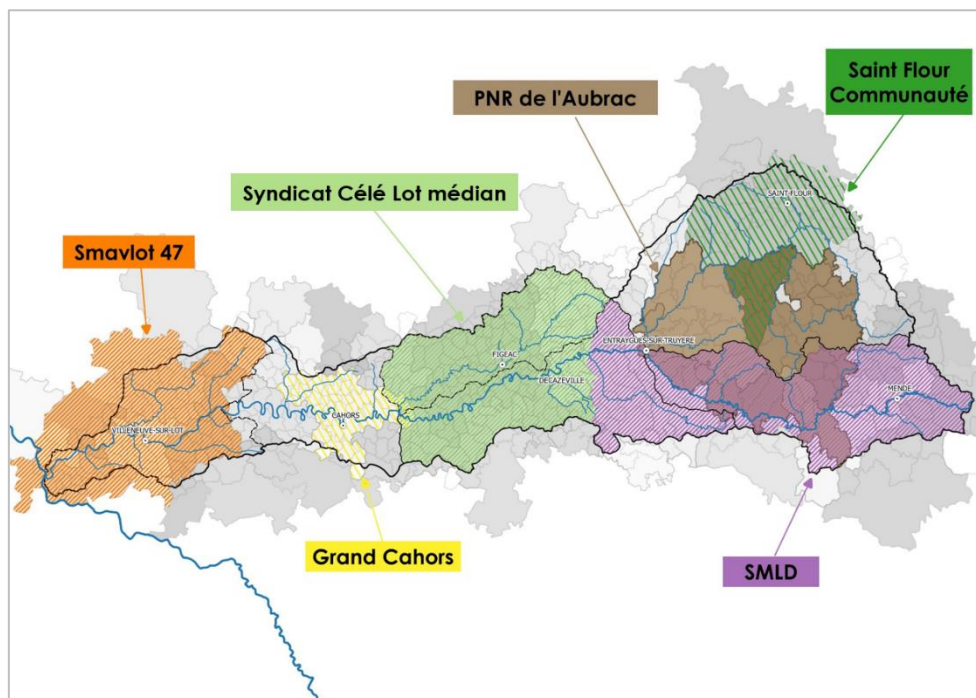 Saint Flour
Communauté
PNR de l'Aubrac
Syndicat Célé Lot médian
SAINT-FLOUR
Smavlot 47
ENTRAYGUES-SUR-TRUYERE
FIGEAC
DECAZEVILLE
MENDE
CAHORS
VILLENEUVE-SUR-LOT
Grand Cahors
SMLD